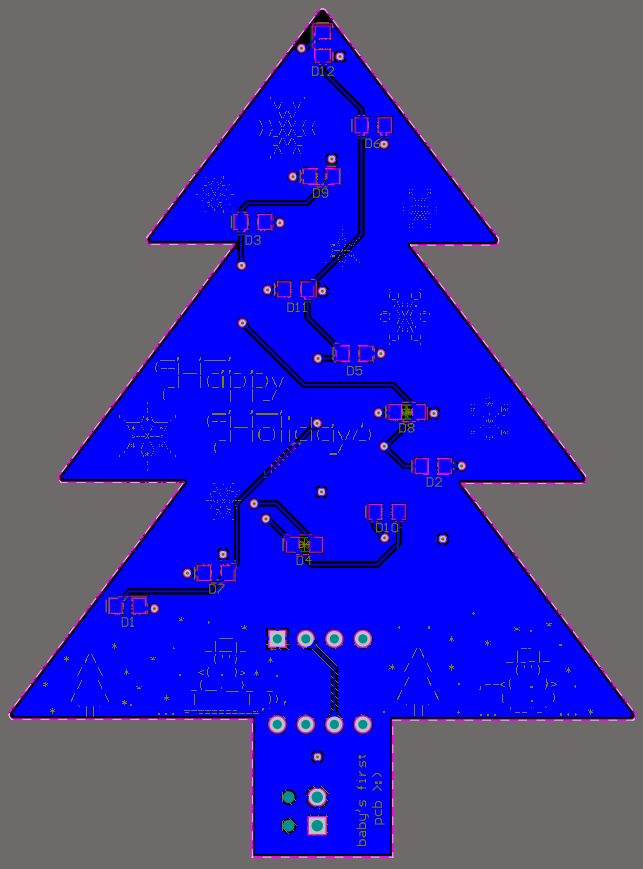 D12
D6
D9
D3
D11
D5
Happy
Holidays
D8
D2
D10
D4
D7
D1
baby's first
pcb >:)